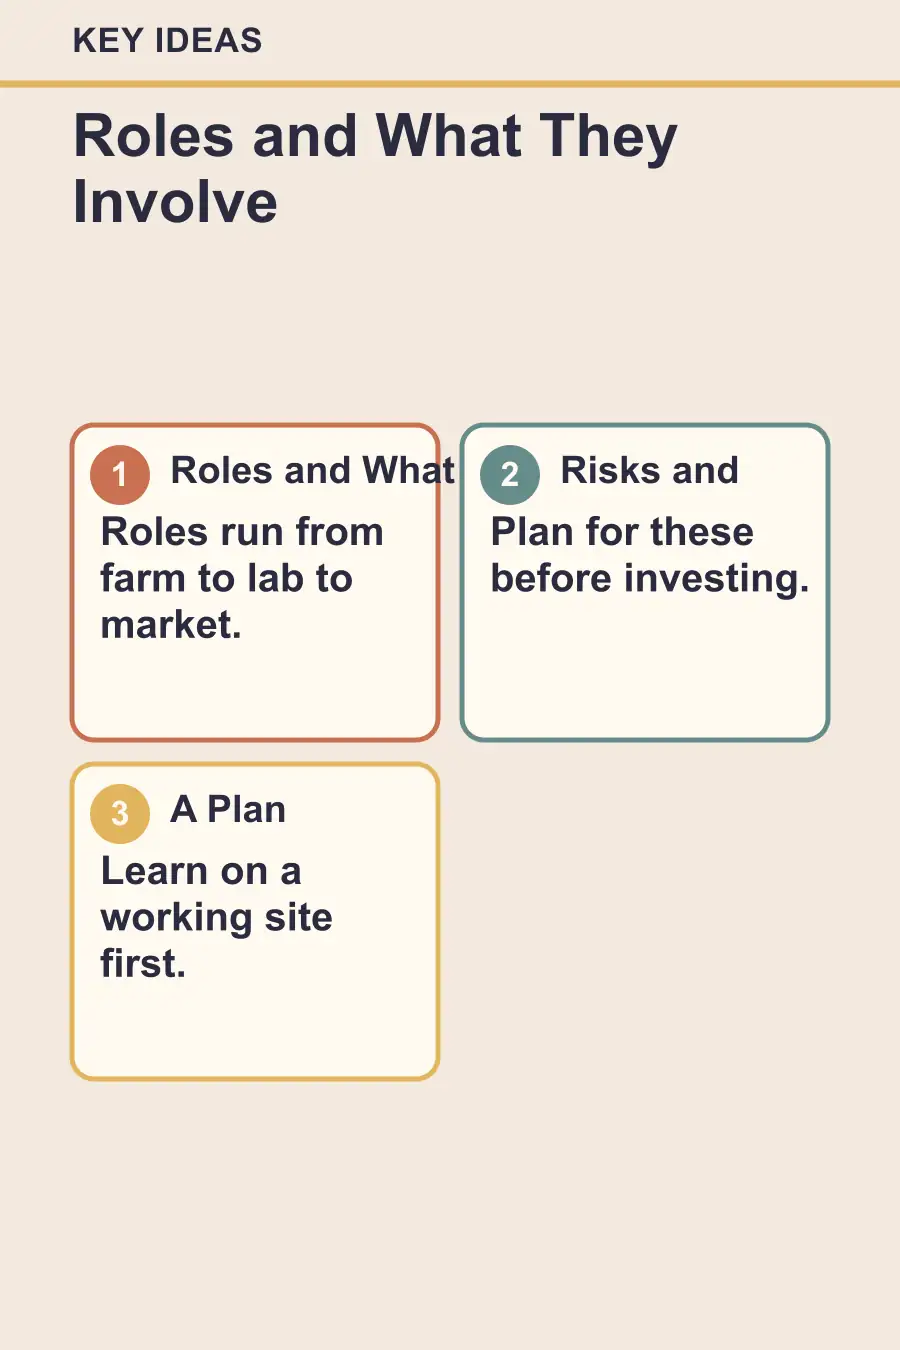 KEY IDEAS
Roles and What They
Involve
1
Roles and What
Roles run from
farm to lab to
market.
2
Risks and
Plan for these
before investing.
3
A Plan
Learn on a
working site
first.